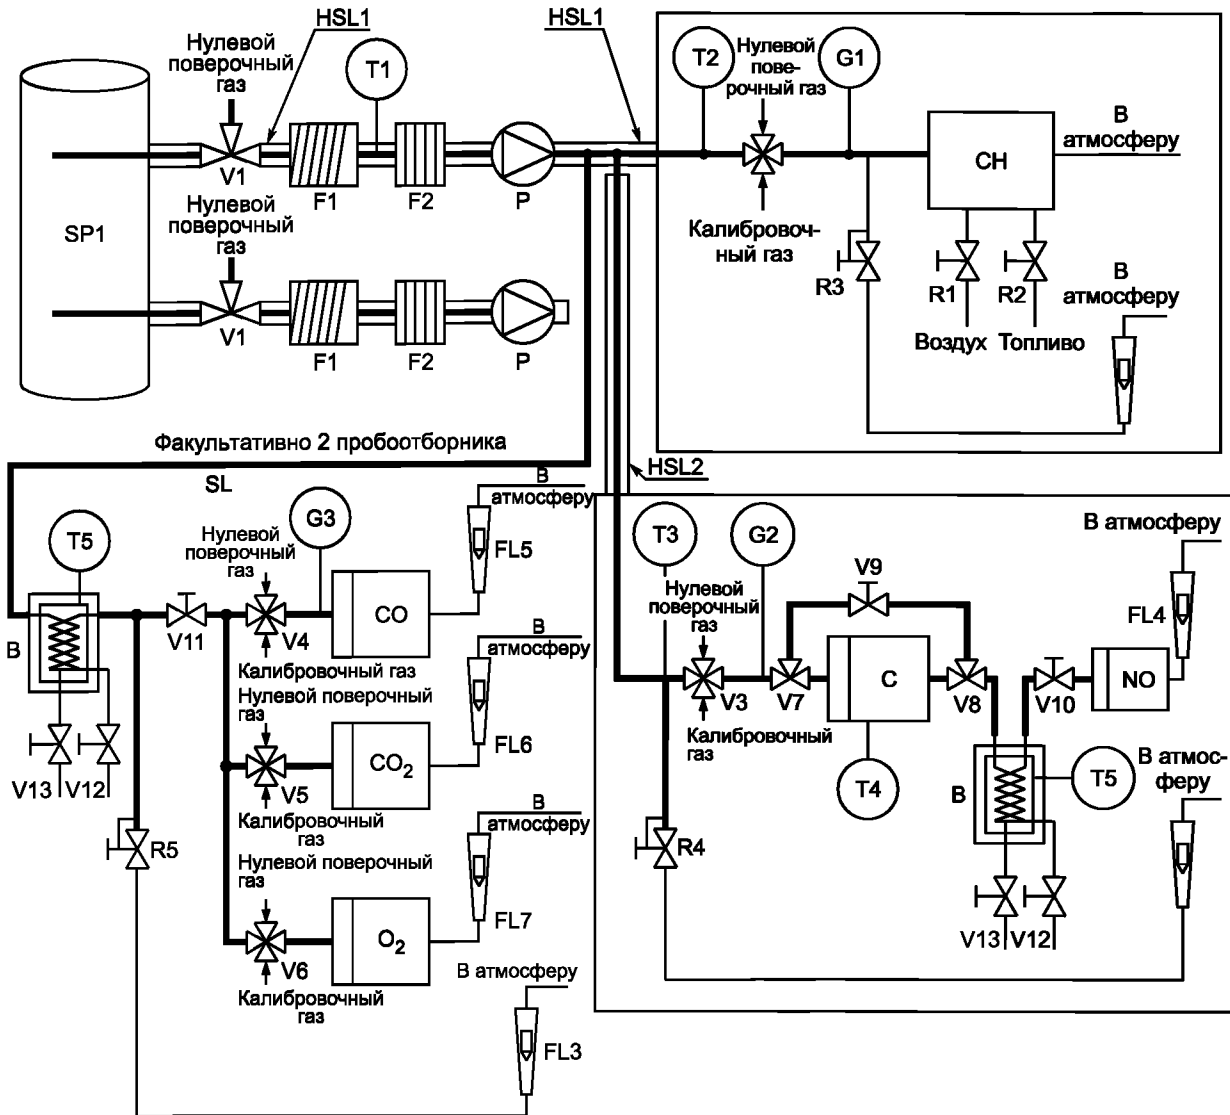 HSL1
HSL1
Нулевой
поверочный
газ
T1
V1
F1
F2
P
SP1
Нулевой
поверочный
газ
V1
F1
F2
P
T2
Нулевой
пове-
рочный газ
G1
CH
В
атмосферу
Калибровоч-
ный газ
R3
R1
R2
Воздух
Топливо
В
атмосферу
Факультативно 2 пробоотборника
SL
HSL2
T5
B
V13
V12
V11
R5
Нулевой
поверочный
газ
G3
V4
CO
В
атмосферу
FL5
Калибровочный газ
Нулевой поверочный
газ
V5
CO2
В
атмосферу
FL6
Калибровочный
газ
Нулевой поверочный
газ
V6
O2
В
атмосферу
FL7
Калибровочный
газ
В атмосферу
FL3
T3
G2
Нулевой
поверочный
газ
V9
V3
V7
C
V8
V10
NO
В атмосферу
FL4
Калибровочный
газ
T4
B
T5
В атмос-
феру
R4
V13
V12